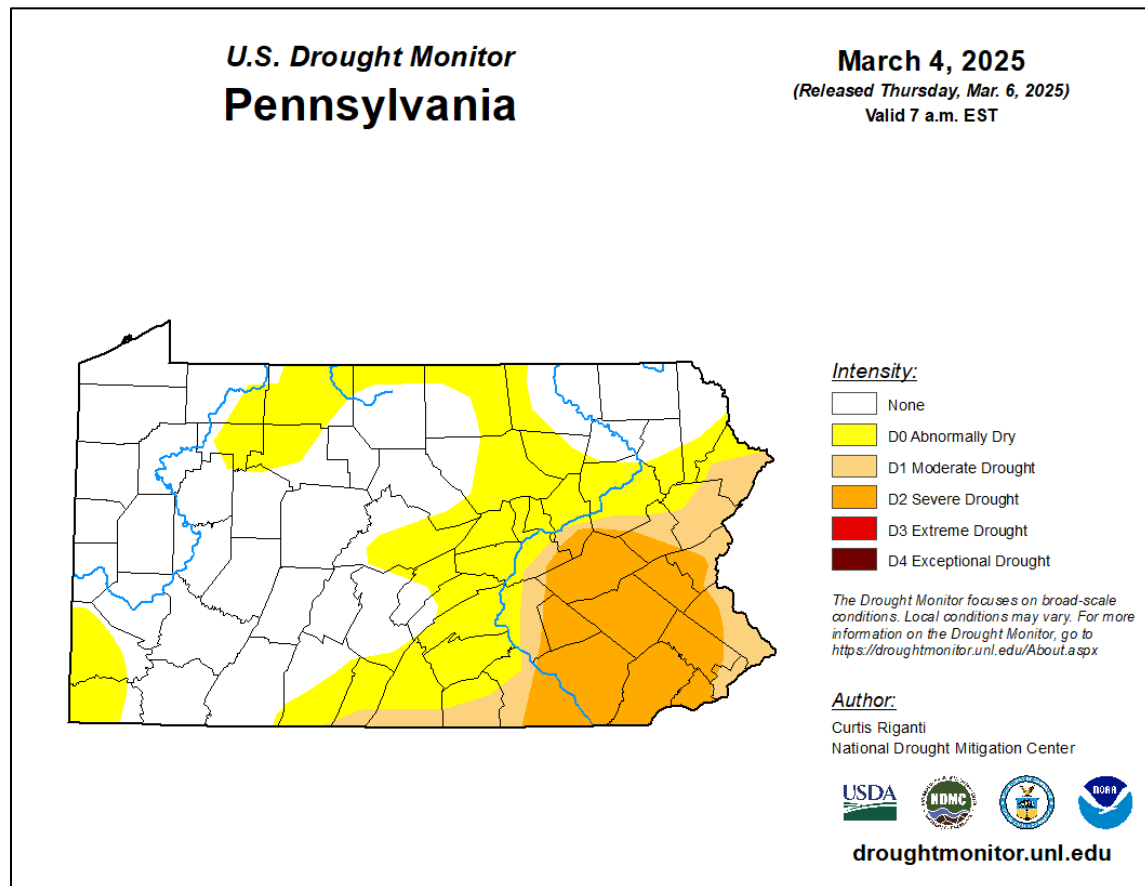 U.S. Drought Monitor
Pennsylvania
March 4, 2025
(Released Thursday, Mar. 6, 2025)
Valid 7 a.m. EST
Intensity:
None
D0 Abnormally Dry
D1 Moderate Drought
D2 Severe Drought
D3 Extreme Drought
D4 Exceptional Drought
The Drought Monitor focuses on broad-scale
conditions. Local conditions may vary. For more
information on the Drought Monitor, go to
https://droughtmonitor.unl.edu/About.aspx
Author:
Curtis Riganti
National Drought Mitigation Center
USDA
NDMC
NOAA
droughtmonitor.unl.edu